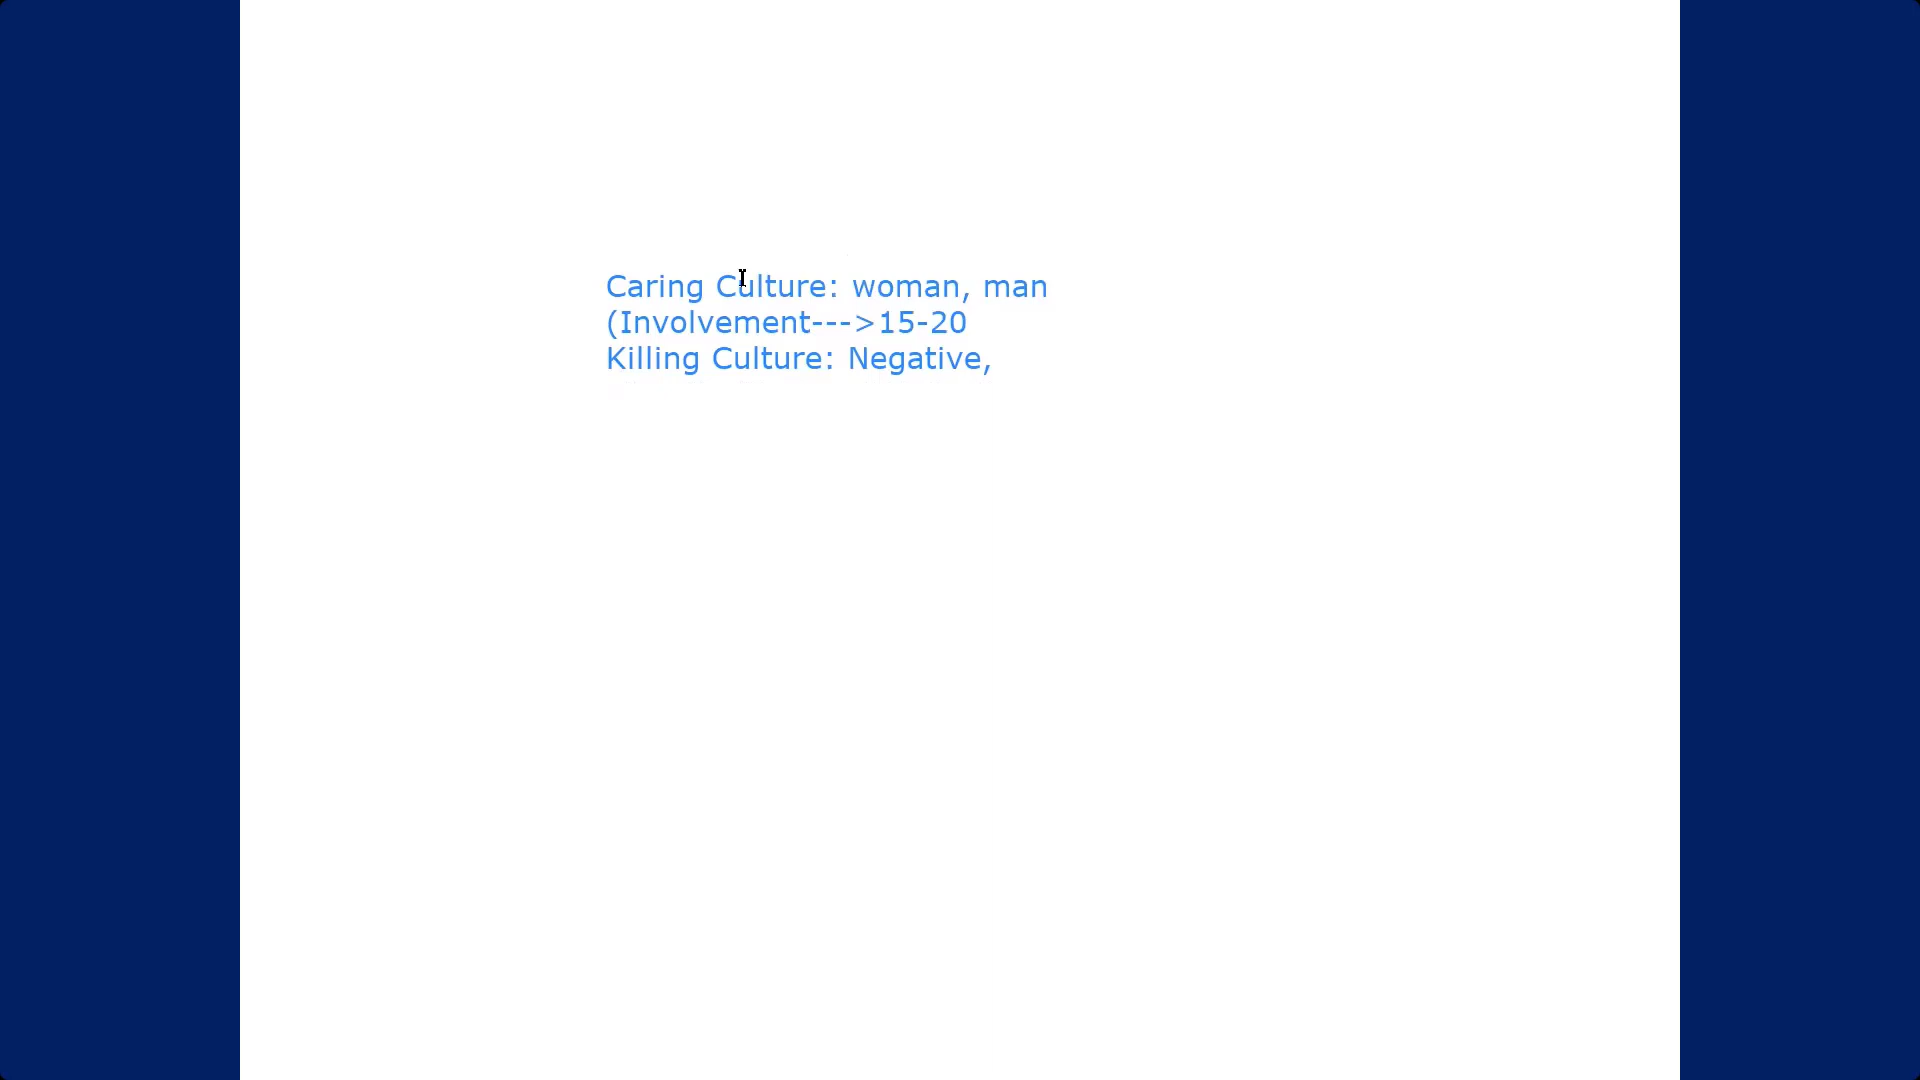 Caring Culture: woman, man
(Involvement--->15-20
Killing Culture: Negative,